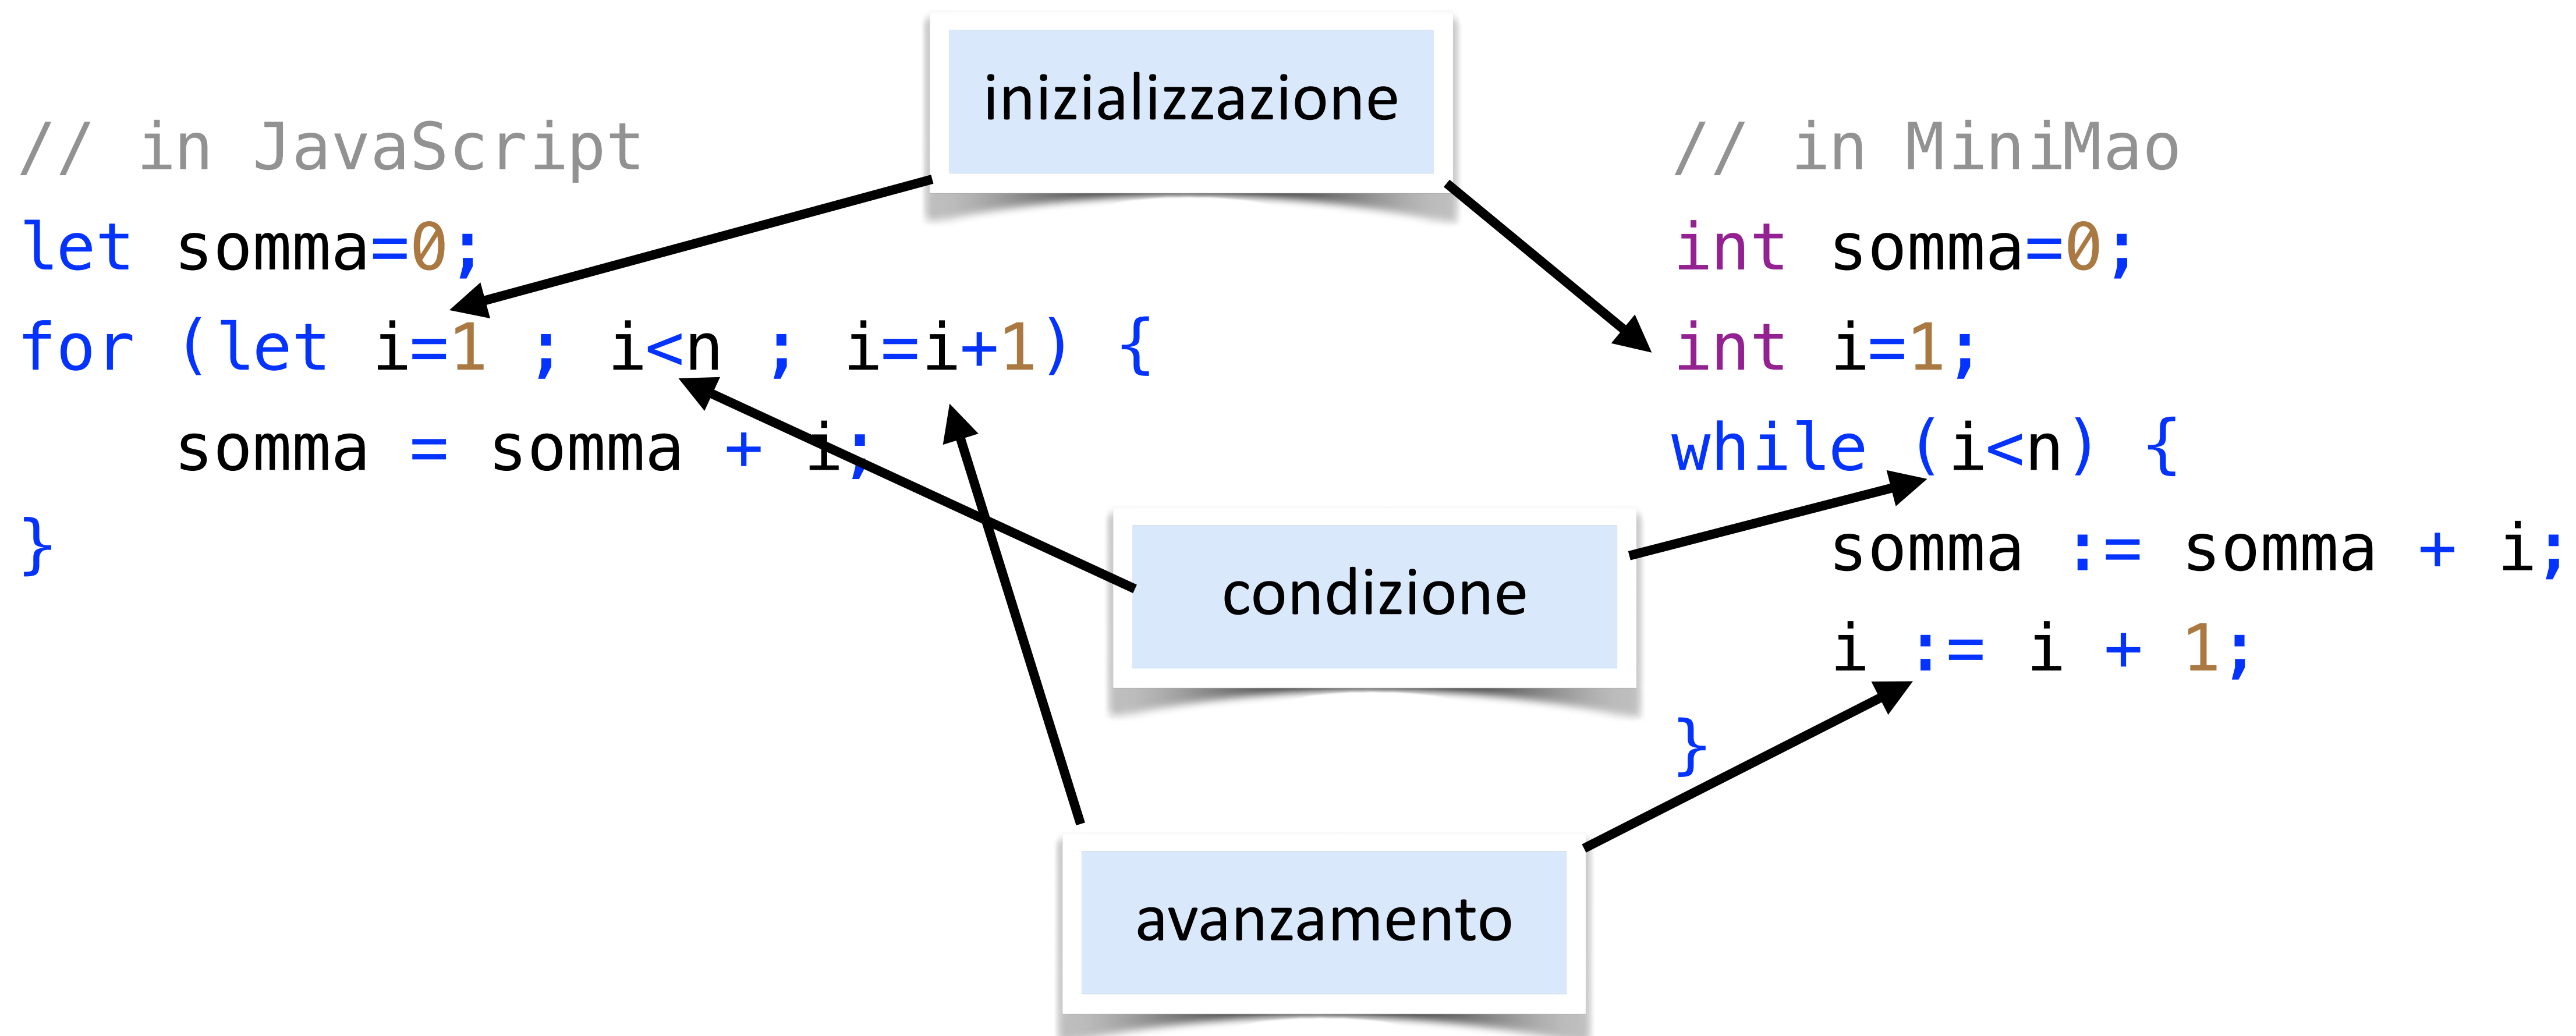 inizializzazione
// in JavaScript
let somma=0;
for (let i=1 ; i<n ; i=i+1) {
    somma = somma + i;
}
// in MiniMao
int somma=0;
int i=1;
while (i<n) {
    somma := somma + i;
    i := i + 1;
}
condizione
avanzamento